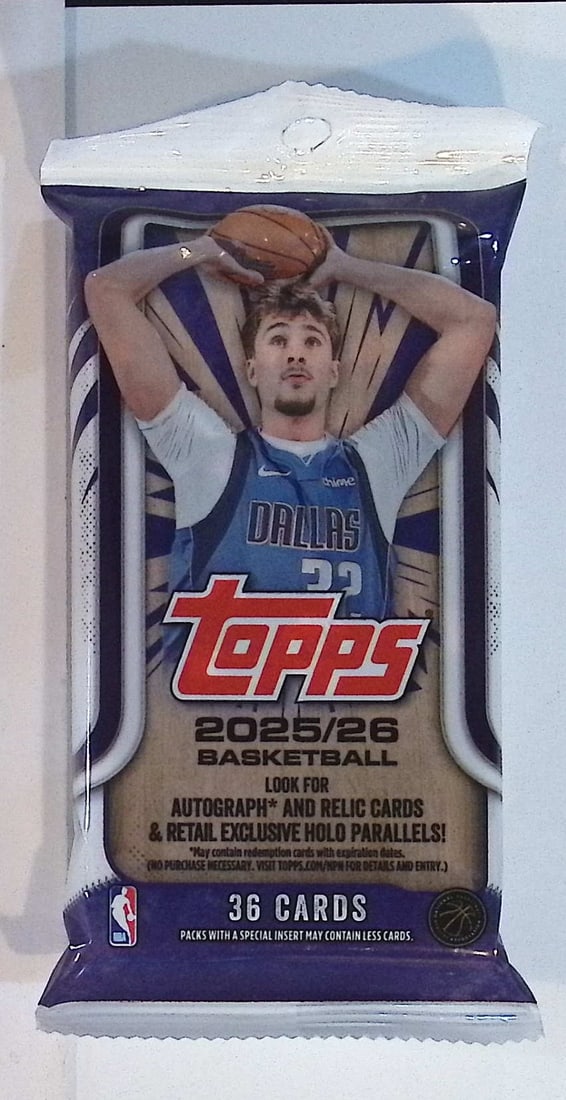 chime
DALLAS
32
TOPPS
2025/26
BASKETBALL
LOOK FOR
AUTOGRAPH* AND RELIC CARDS
& RETAIL EXCLUSIVE HOLO PARALLELS!
*May contain redemption cards with expiration dates.
(NO PURCHASE NECESSARY. VISIT TOPPS.COM/NPN FOR DETAILS AND ENTRY.)
36 CARDS
NBA
PACKS WITH A SPECIAL INSERT MAY CONTAIN LESS CARDS.